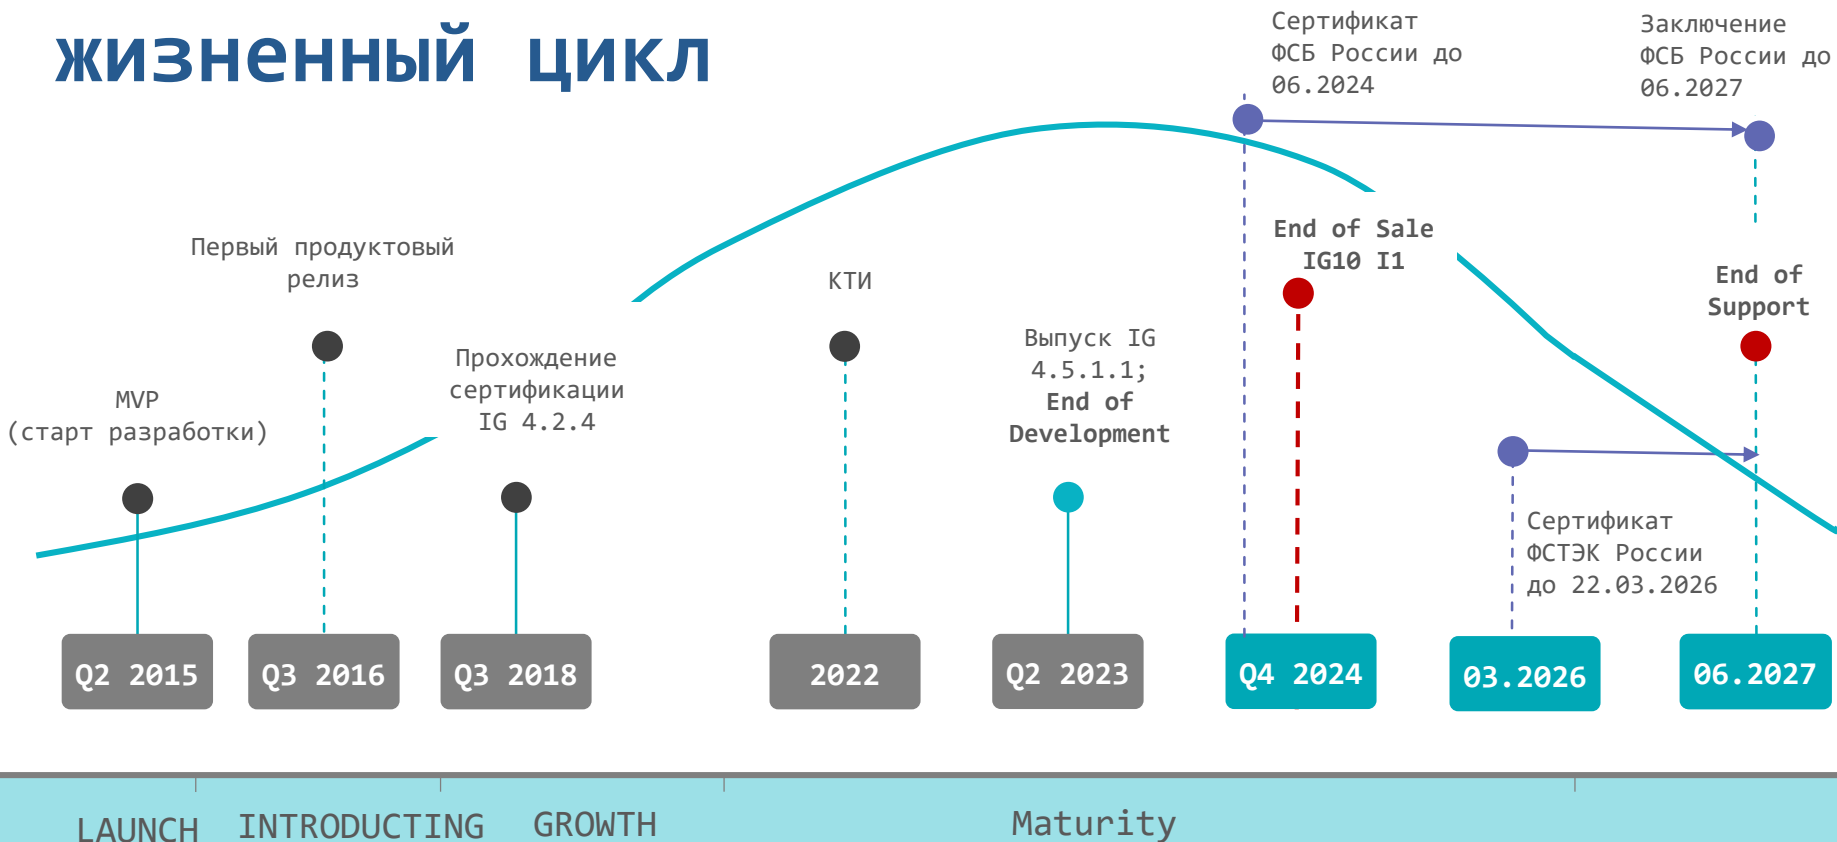 жизненный цикл
Сертификат
ФСБ России до
06.2024
Заключение
ФСБ России до
06.2027
Первый продуктовый
релиз
КТИ
End of Sale
IG10 I1
End of
Support
MVP
(старт разработки)
Прохождение
сертификации
IG 4.2.4
Выпуск IG
4.5.1.1;
End of
Development
Сертификат
ФСТЭК России
до 22.03.2026
Q2 2015
Q3 2016
Q3 2018
2022
Q2 2023
Q4 2024
03.2026
06.2027
LAUNCH
INTRODUCTING
GROWTH
Maturity